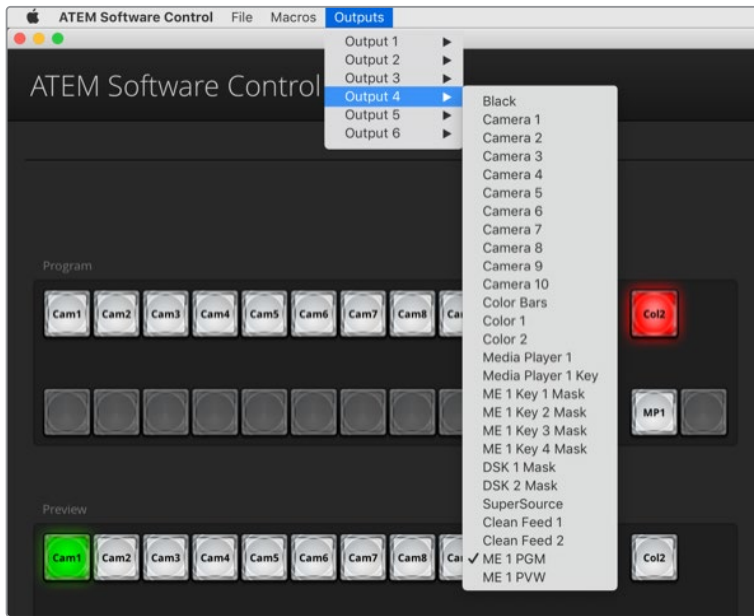 ATEM Software Control File Macros Outputs
Output 1
Output 2
Output 3
Output 4
Output 5
Output 6
ATEM Software Control
Black
Camera 1
Camera 2
Camera 3
Camera 4
Camera 5
Camera 6
Camera 7
Camera 8
Camera 9
Camera 10
Color Bars
Color 1
Color 2
Media Player 1
Media Player 1 Key
ME 1 Key 1 Mask
ME 1 Key 2 Mask
ME 1 Key 3 Mask
ME 1 Key 4 Mask
DSK 1 Mask
DSK 2 Mask
SuperSource
Clean Feed 1
Clean Feed 2
ME 1 PGM
ME 1 PVW
Program
Cam1 Cam2 Cam3 Cam4 Cam5 Cam6 Cam7 Cam8 Col2
MP1
Preview
Cam1 Cam2 Cam3 Cam4 Cam5 Cam6 Cam7 Cam8 Col2